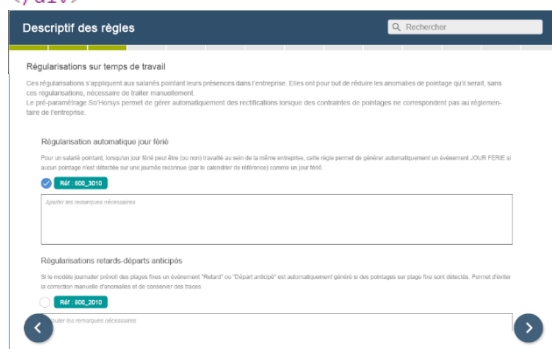 </div>
Descriptif des règles
Rechercher
Régularisations sur temps de travail
Ces régularisations s'appliquent aux salariés pointant leurs présences dans l'entreprise. Elles ont pour but de réduire les anomalies de pointage qu'il serait, sans
ces régularisations, nécessaire de traiter manuellement.
Le pré-paramétrage So'Horsys permet de gérer automatiquement des rectifications lorsque des contraintes de pointages ne correspondent pas au réglemen-
taire de l'entreprise.
Régularisation automatique jour férié
Pour un salarié pointant, lorsqu'un jour férié peut être (ou non) travaillé au sein de la même entreprise, cette règle permet de générer automatiquement un événement JOUR FERIE si
aucun pointage n'est détectée sur une journée reconnue (par le calendrier de référence) comme un jour férié.
Réf : 800_3010
Ajouter les remarques nécessaires
Régularisations retards-départs anticipés
Si le modèle journalier prévoit des plages fixes un événement "Retard" ou "Départ anticipé" est automatiquement généré si des pointages sur plage fixe sont détectés. Permet d'éviter
la correction manuelle d'anomalies et de conserver des traces.
Réf : 800_2010
les remarques nécessaires